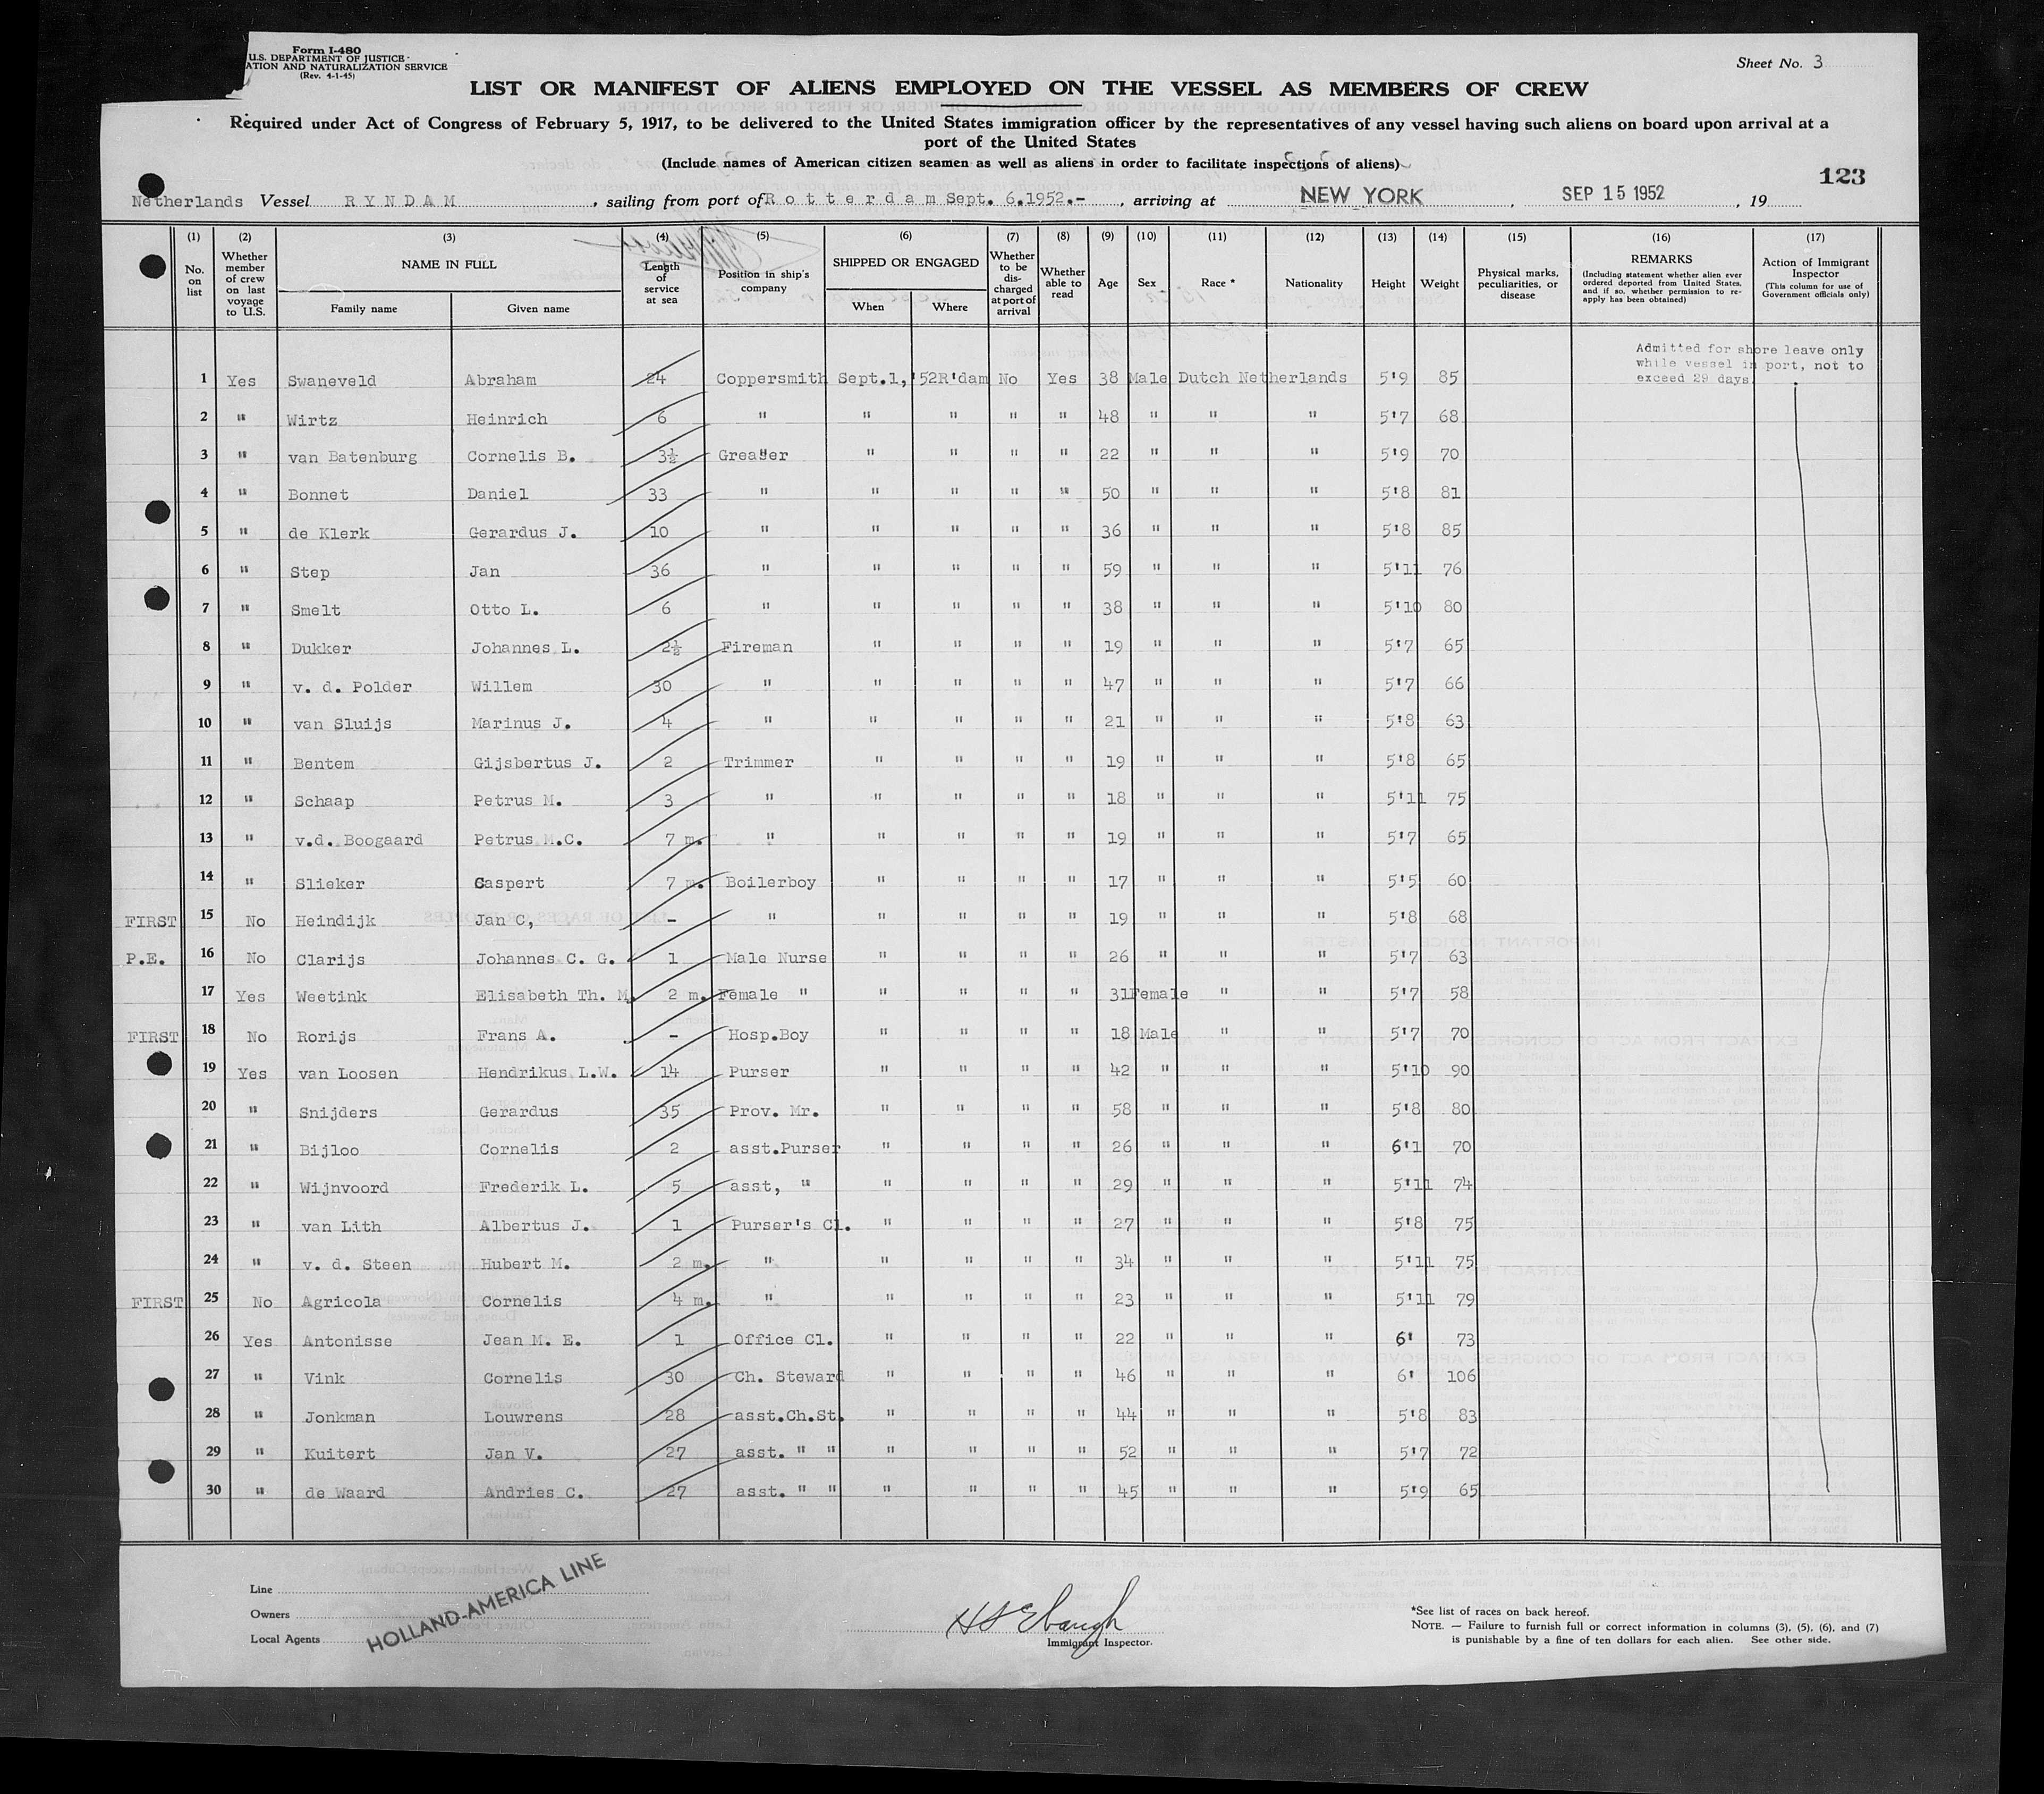 Form I-480
U.S. DEPARTMENT OF JUSTICE
ATION AND NATURALIZATION SERVICE
(Rev. 4-1-45)
Sheet No. 3
LIST OR MANIFEST OF ALIENS EMPLOYED ON THE VESSEL AS MEMBERS OF CREW
Required under Act of Congress of February 5, 1917, to be delivered to the United States immigration officer by the representatives of any vessel having such aliens on board upon arrival at a
port of the United States
(Include names of American citizen seamen as well as aliens in order to facilitate inspections of aliens)
123
Netherlands Vessel RYNDAM, sailing from port of Rotterdam Sept. 6.1952.-, arriving at NEW YORK, SEP 15 1952, 19
(1) (2) (3) (4) (5) (6) (7) (8) (9) (10) (11) (12) (13) (14) (15) (16) (17)
No. on list
Whether member of crew on last voyage to U.S.
NAME IN FULL
Family name
Given name
Length of service at sea
Position in ship's company
SHIPPED OR ENGAGED
When
Where
Whether to be discharged at port of arrival
Whether able to read
Age
Sex
Race *
Nationality
Height
Weight
Physical marks, peculiarities, or disease
REMARKS
(Including statement whether alien ever ordered deported from United States, and if so, whether permission to reapply has been obtained)
Action of Immigrant Inspector
(This column for use of Government officials only)
Admitted for shore leave only
while vessel in port, not to
exceed 29 days.
1 Yes Swaneveld Abraham 24 Coppersmith Sept.1,'52 R'dam No Yes 38 Male Dutch Netherlands 5'9 85
2 " Wirtz Heinrich 6 " " " " " 48 " " " 5'7 68
3 " van Batenburg Cornelis B. 3½ Greaser " " " " 22 " " " 5'9 70
4 " Bonnet Daniel 33 " " " " " 50 " " " 5'8 81
5 " de Klerk Gerardus J. 10 " " " " " 36 " " " 5'8 85
6 " Step Jan 36 " " " " " 59 " " " 5'11 76
7 " Smelt Otto L. 6 " " " " " 38 " " " 5'10 80
8 " Dukker Johannes L. 2½ Fireman " " " " 19 " " " 5'7 65
9 " v. d. Polder Willem 30 " " " " " 47 " " " 5'7 66
10 " van Sluijs Marinus J. 4 " " " " " 21 " " " 5'8 63
11 " Bentem Gijsbertus J. 2 Trimmer " " " " 19 " " " 5'8 65
12 " Schaap Petrus M. 3 " " " " " 18 " " " 5'11 75
13 " v.d. Boogaard Petrus M.C. 7 m. " " " " " 19 " " " 5'7 65
14 " Slieker Caspert 7 m. Boilerboy " " " " 17 " " " 5'5 60
FIRST 15 No Heindijk Jan C, - " " " " " 19 " " " 5'8 68
P.E. 16 No Clarijs Johannes C. G. 1 Male Nurse " " " " 26 " " " 5'7 63
17 Yes Weetink Elisabeth Th. M. 2 m. Female " " " " " 31 Female " " 5'7 58
FIRST 18 No Rorijs Frans A. - Hosp.Boy " " " " 18 Male " " 5'7 70
19 Yes van Loosen Hendrikus L.W. 14 Purser " " " " 42 " " " 5'10 90
20 " Snijders Gerardus 35 Prov. Mr. " " " " 58 " " " 5'8 80
21 " Bijloo Cornelis 2 asst.Purser " " " " 26 " " " 6'1 70
22 " Wijnvoord Frederik L. 5 asst, " " " " " 29 " " " 5'11 74
23 " van Lith Albertus J. 1 Purser's Cl. " " " " 27 " " " 5'8 75
24 " v. d. Steen Hubert M. 2 m. " " " " " 34 " " " 5'11 75
FIRST 25 No Agricola Cornelis 4 m. " " " " " 23 " " " 5'11 79
26 Yes Antonisse Jean M. E. 1 Office Cl. " " " " 22 " " " 6' 73
27 " Vink Cornelis 30 Ch. Steward " " " " 46 " " " 6' 106
28 " Jonkman Louwrens 28 asst.Ch.St. " " " " 44 " " " 5'8 83
29 " Kuitert Jan V. 27 asst. " " " " " " 52 " " " 5'7 72
30 " de Waard Andries C. 27 asst. " " " " " " 45 " " " 5'9 65
Line
Owners
Local Agents
HOLLAND-AMERICA LINE
H S Ebaugh
Immigrant Inspector.
*See list of races on back hereof.
NOTE. — Failure to furnish full or correct information in columns (3), (5), (6), and (7)
is punishable by a fine of ten dollars for each alien. See other side.